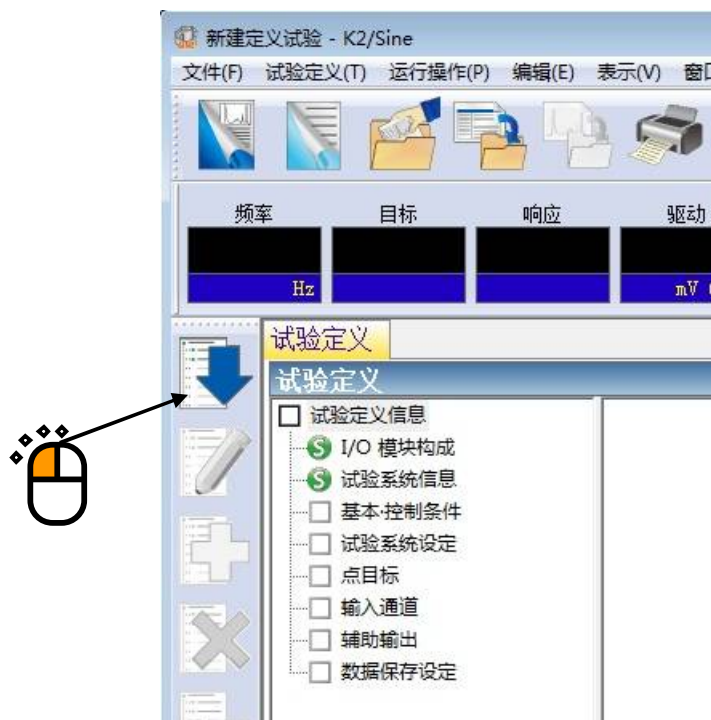 新建定义试验 - K2/Sine
文件(F) 试验定义(T) 运行操作(P) 编辑(E) 表示(V)
频率 目标 响应 驱动
Hz mV
试验定义
试验定义
试验定义信息
S I/O 模块构成
S 试验系统信息
基本·控制条件
试验系统设定
点目标
输入通道
辅助输出
数据保存设定